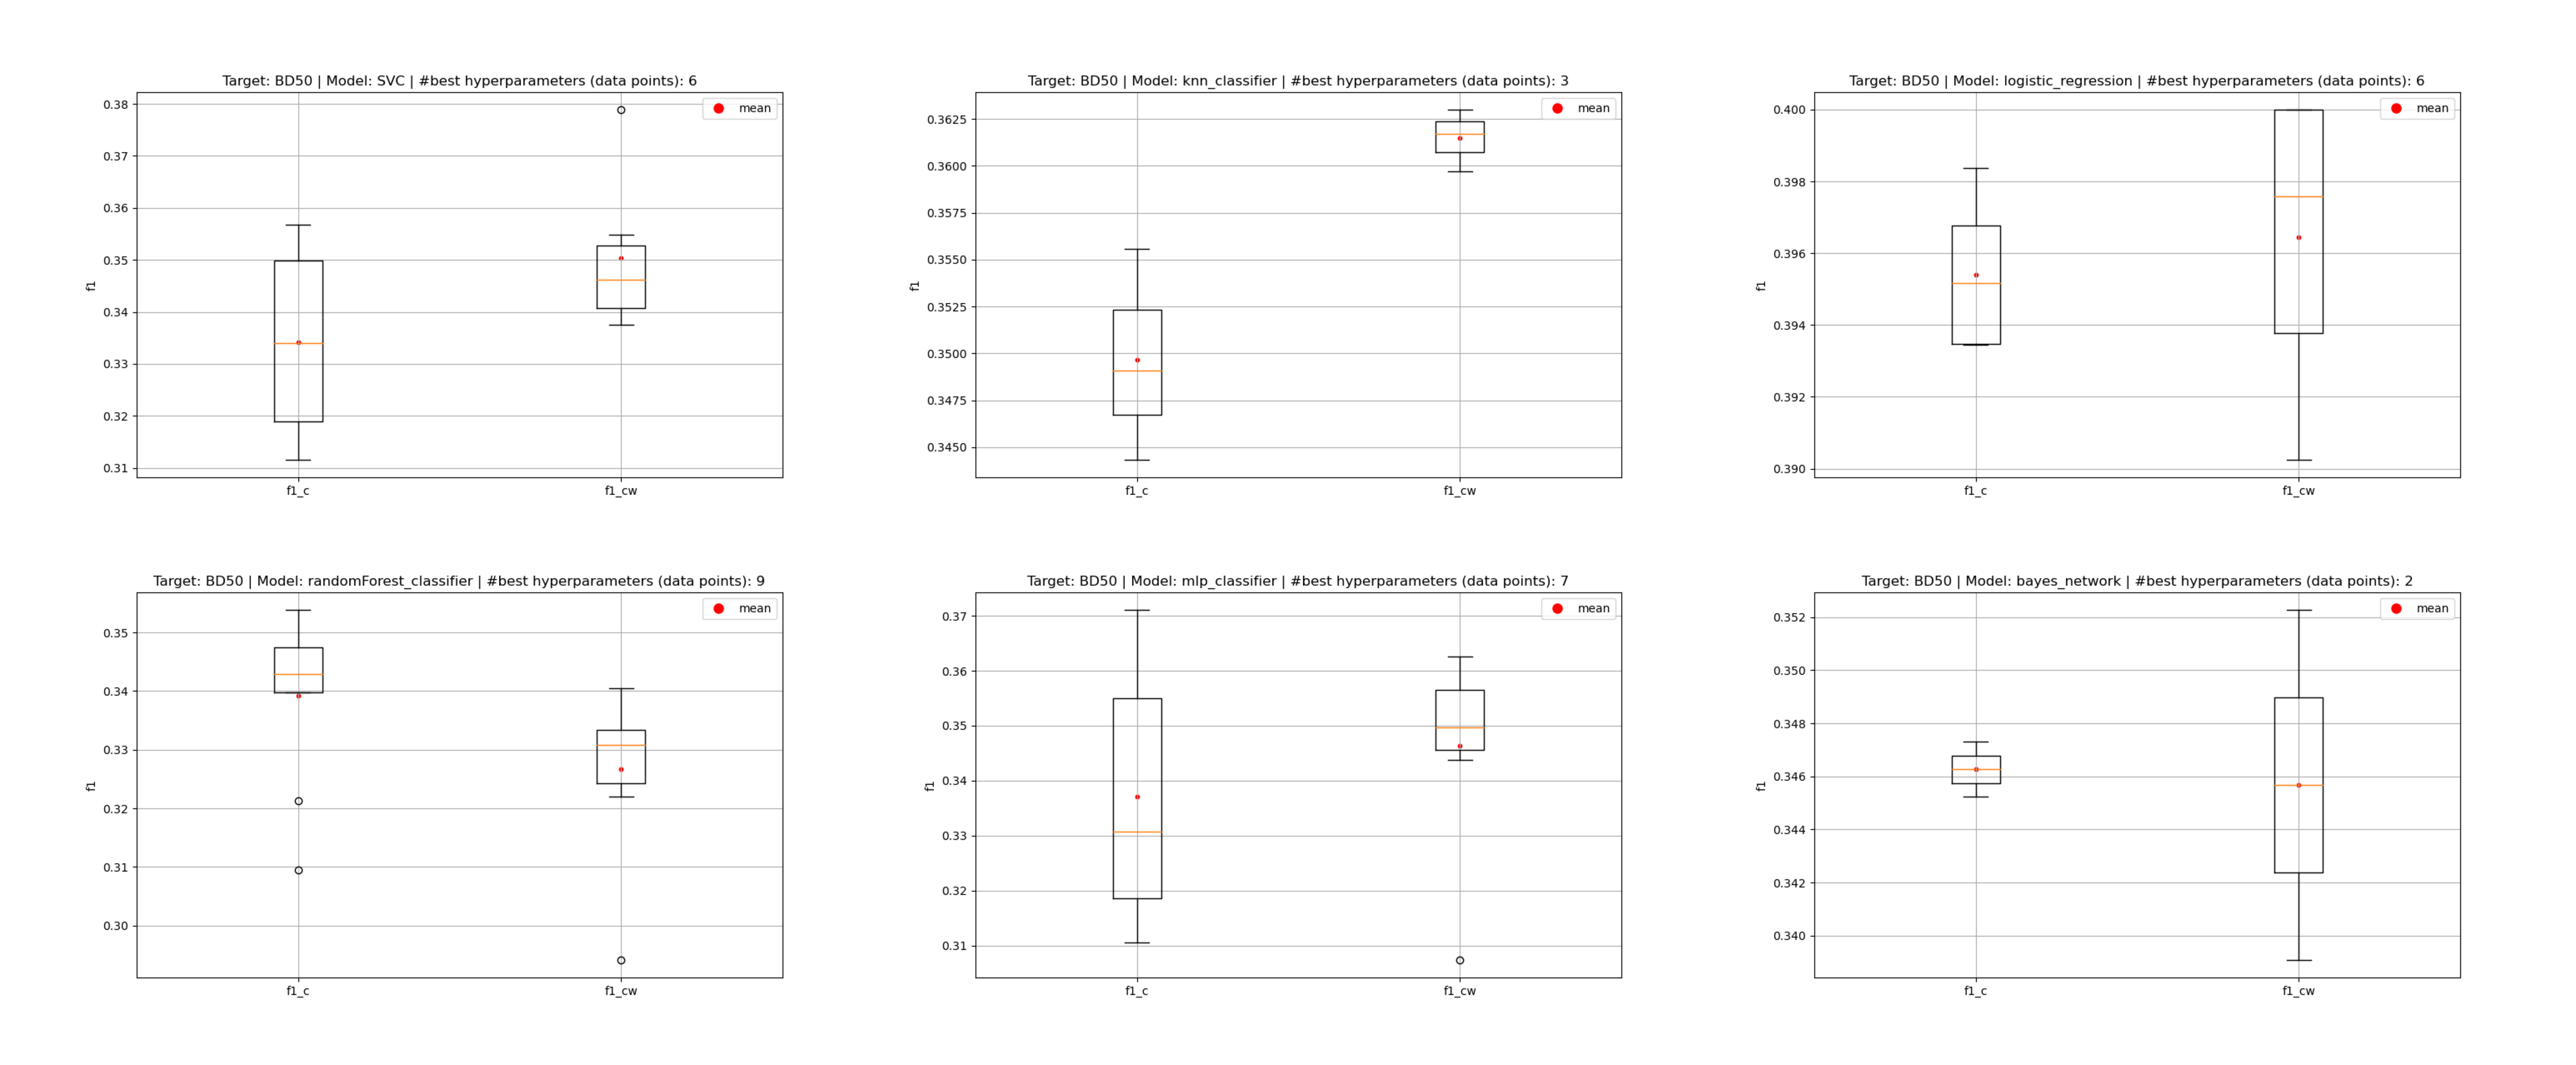 Target: BD50 | Model: SVC | #best hyperparameters (data points): 6
mean
0.38
0.37
0.36
0.35
0.34
0.33
0.32
0.31
f1
f1_c
f1_cw
Target: BD50 | Model: knn_classifier | #best hyperparameters (data points): 3
mean
0.3625
0.3600
0.3575
0.3550
0.3525
0.3500
0.3475
0.3450
f1
f1_c
f1_cw
Target: BD50 | Model: logistic_regression | #best hyperparameters (data points): 6
mean
0.400
0.398
0.396
0.394
0.392
0.390
f1
f1_c
f1_cw
Target: BD50 | Model: randomForest_classifier | #best hyperparameters (data points): 9
mean
0.35
0.34
0.33
0.32
0.31
0.30
f1
f1_c
f1_cw
Target: BD50 | Model: mlp_classifier | #best hyperparameters (data points): 7
mean
0.37
0.36
0.35
0.34
0.33
0.32
0.31
f1
f1_c
f1_cw
Target: BD50 | Model: bayes_network | #best hyperparameters (data points): 2
mean
0.352
0.350
0.348
0.346
0.344
0.342
0.340
f1
f1_c
f1_cw